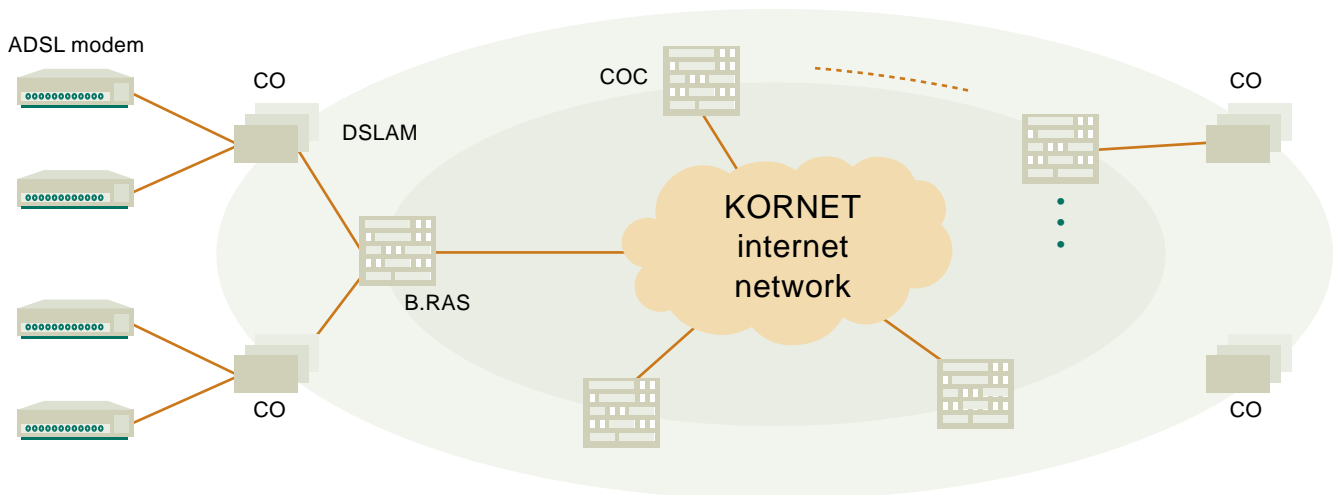 ADSL modem
CO
DSLAM
COC
CO
KORNET
internet
network
B.RAS
CO
CO